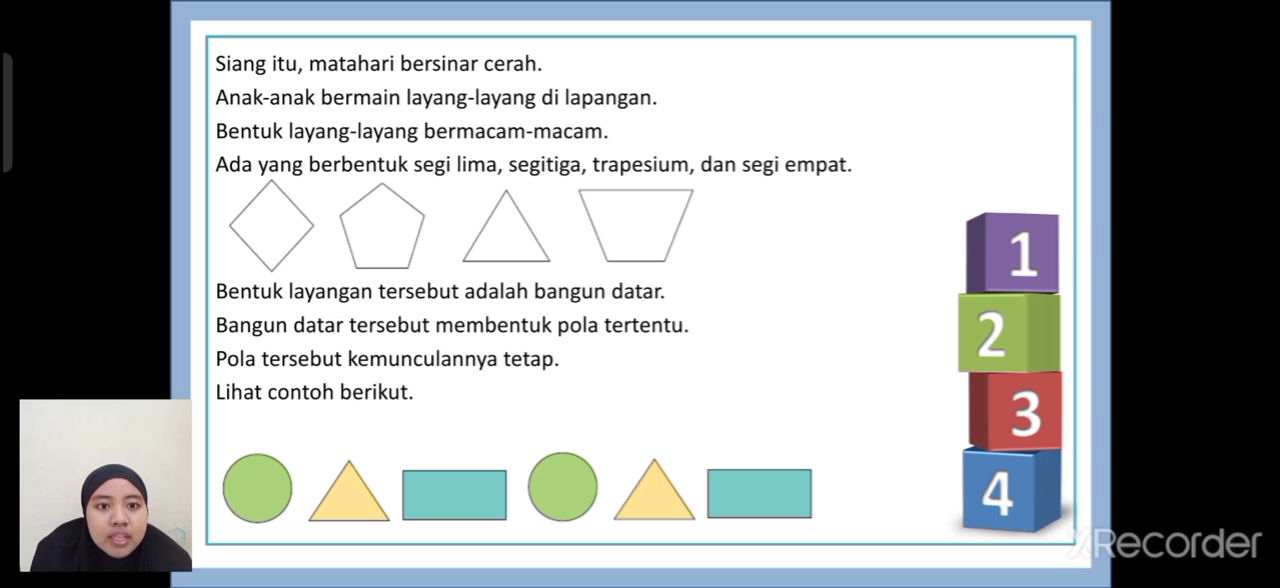 Siang itu, matahari bersinar cerah.
Anak-anak bermain layang-layang di lapangan.
Bentuk layang-layang bermacam-macam.
Ada yang berbentuk segi lima, segitiga, trapesium, dan segi empat.
Bentuk layangan tersebut adalah bangun datar.
Bangun datar tersebut membentuk pola tertentu.
Pola tersebut kemunculannya tetap.
Lihat contoh berikut.
1
2
3
4
XRecorder